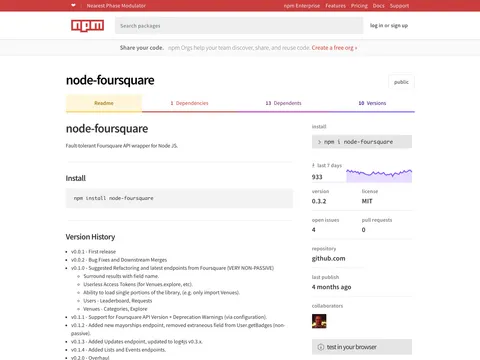 ❤ Nearest Phase Modulator npm Enterprise Features Pricing Docs Support
npm Search packages log in or sign up
Share your code. npm Orgs help your team discover, share, and reuse code. Create a free org »
node-foursquare
public
Readme 1 Dependencies 13 Dependents 10 Versions
node-foursquare
Fault-tolerant Foursquare API wrapper for Node JS.
Install
npm install node-foursquare
Version History
v0.0.1 - First release
v0.0.2 - Bug Fixes and Downstream Merges
v0.1.0 - Suggested Refactoring and latest endpoints from Foursquare (VERY NON-PASSIVE)
Surround results with field name.
Userless Access Tokens (for Venues explore, etc).
Ability to load single portions of the library, (e.g. only import Venues).
Users - Leaderboard, Requests
Venues - Categories, Explore
v0.1.1 - Support for Foursquare API Version + Deprecation Warnings (via configuration).
v0.1.2 - Added new mayorships endpoint, removed extraneous field from User getBadges (non-
passive).
v0.1.3 - Added Updates endpoint, updated to log4js v0.3.x.
v0.1.4 - Added Lists and Events endpoints.
v0.2.0 - Overhaul
install
> npm i node-foursquare
last 7 days
933
version license
0.3.2 MIT
open issues pull requests
4 0
repository
github.com
last publish
4 months ago
collaborators
test in your browser